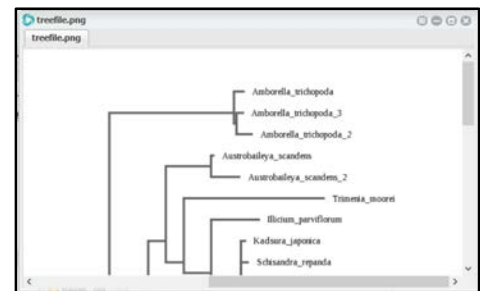 treefile.png
treefile.png
Amborella_trichopoda
Amborella_trichopoda_3
Amborella_trichopoda_2
Austrobaileya_scandens
Austrobaileya_scandens_2
Trimenia_moorei
Illicium_parviflorum
Kadsura_japonica
Schisandra_repanda